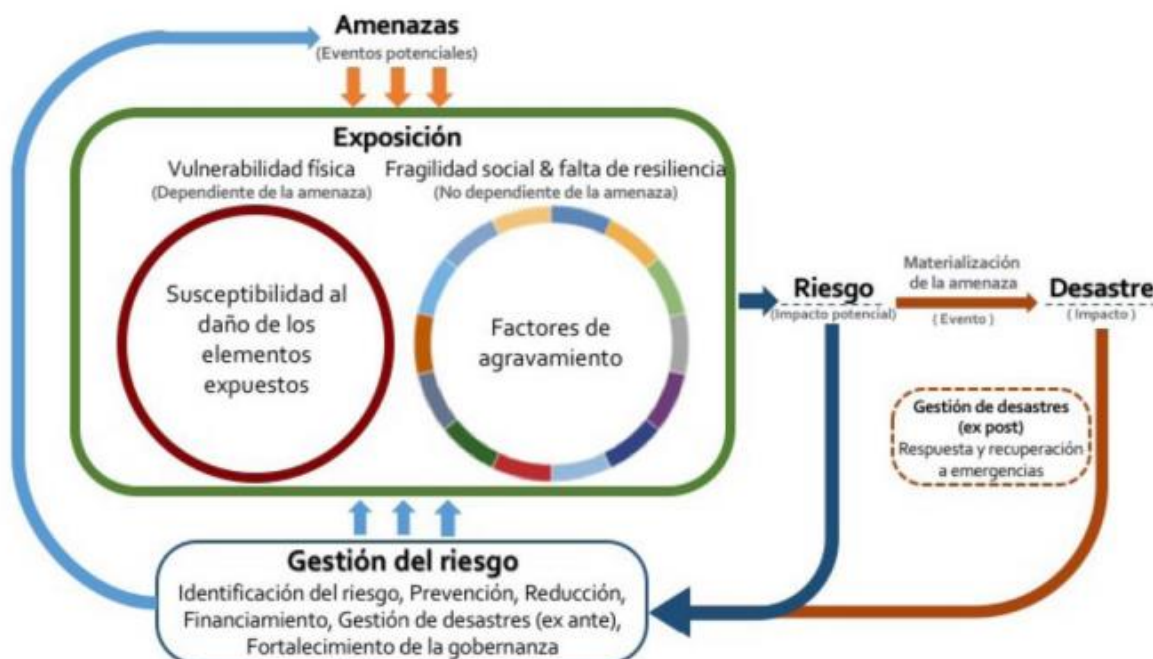 Amenazas
(Eventos potenciales)
Exposición
Vulnerabilidad física
(Dependiente de la amenaza)
Fragilidad social & falta de resiliencia
(No dependiente de la amenaza)
Susceptibilidad al
daño de los
elementos
expuestos
Factores de
agravamiento
Riesgo
(Impacto potencial)
Materialización
de la amenaza
( Evento )
Desastre
( Impacto )
Gestión de desastres
(ex post)
Respuesta y recuperación
a emergencias
Gestión del riesgo
Identificación del riesgo, Prevención, Reducción,
Financiamiento, Gestión de desastres (ex ante),
Fortalecimiento de la gobernanza